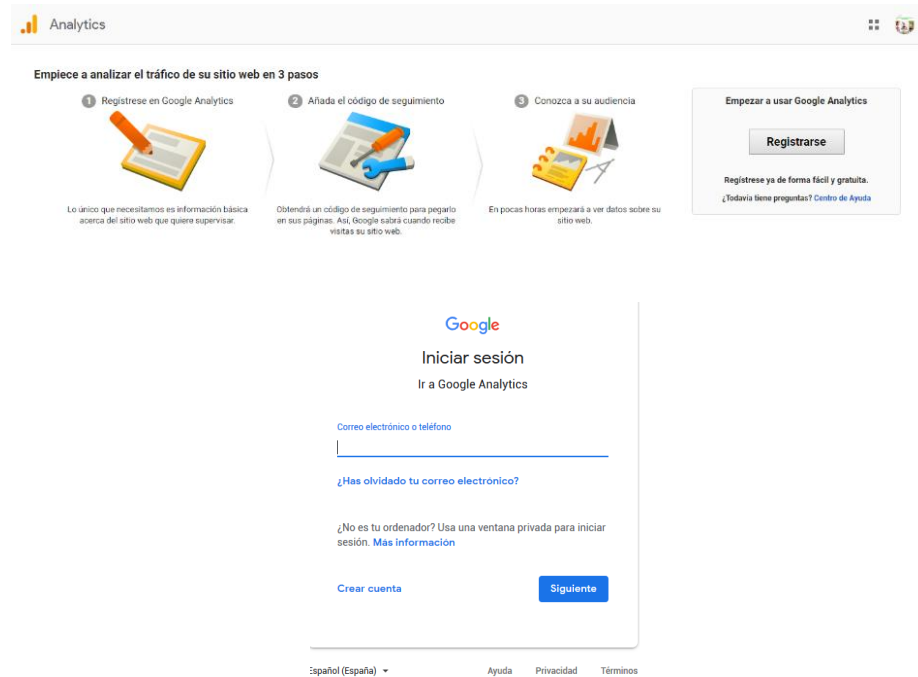 Analytics
Empiece a analizar el tráfico de su sitio web en 3 pasos
1 Regístrese en Google Analytics
Lo único que necesitamos es información básica
acerca del sitio web que quiere supervisar.
2 Añada el código de seguimiento
Obtendrá un código de seguimiento para pegarlo
en sus páginas. Así, Google sabrá cuando recibe
visitas su sitio web.
3 Conozca a su audiencia
En pocas horas empezará a ver datos sobre su
sitio web.
Empezar a usar Google Analytics
Registrarse
Regístrese ya de forma fácil y gratuita.
¿Todavía tiene preguntas? Centro de Ayuda
Google
Iniciar sesión
Ir a Google Analytics
Correo electrónico o teléfono
¿Has olvidado tu correo electrónico?
¿No es tu ordenador? Usa una ventana privada para iniciar
sesión. Más información
Crear cuenta
Siguiente
Español (España)
Ayuda Privacidad Términos